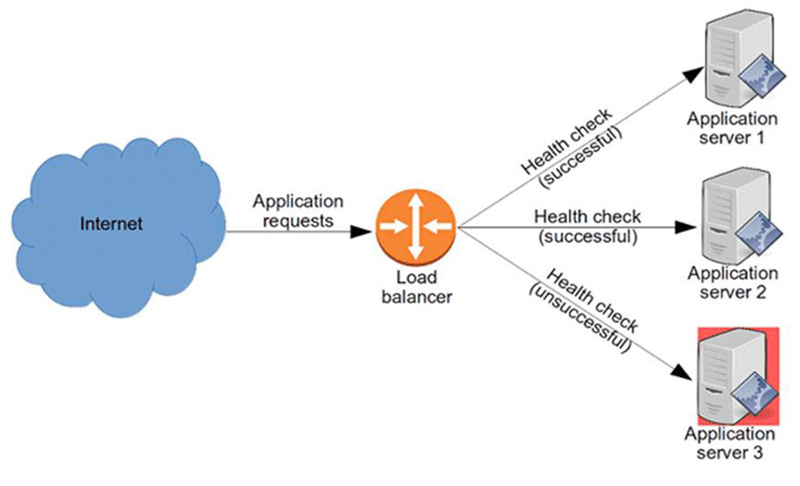 Internet
Application
requests
Load
balancer
Health check
(successful)
Application
server 1
Health check
(successful)
Application
server 2
Health check
(unsuccessful)
Application
server 3